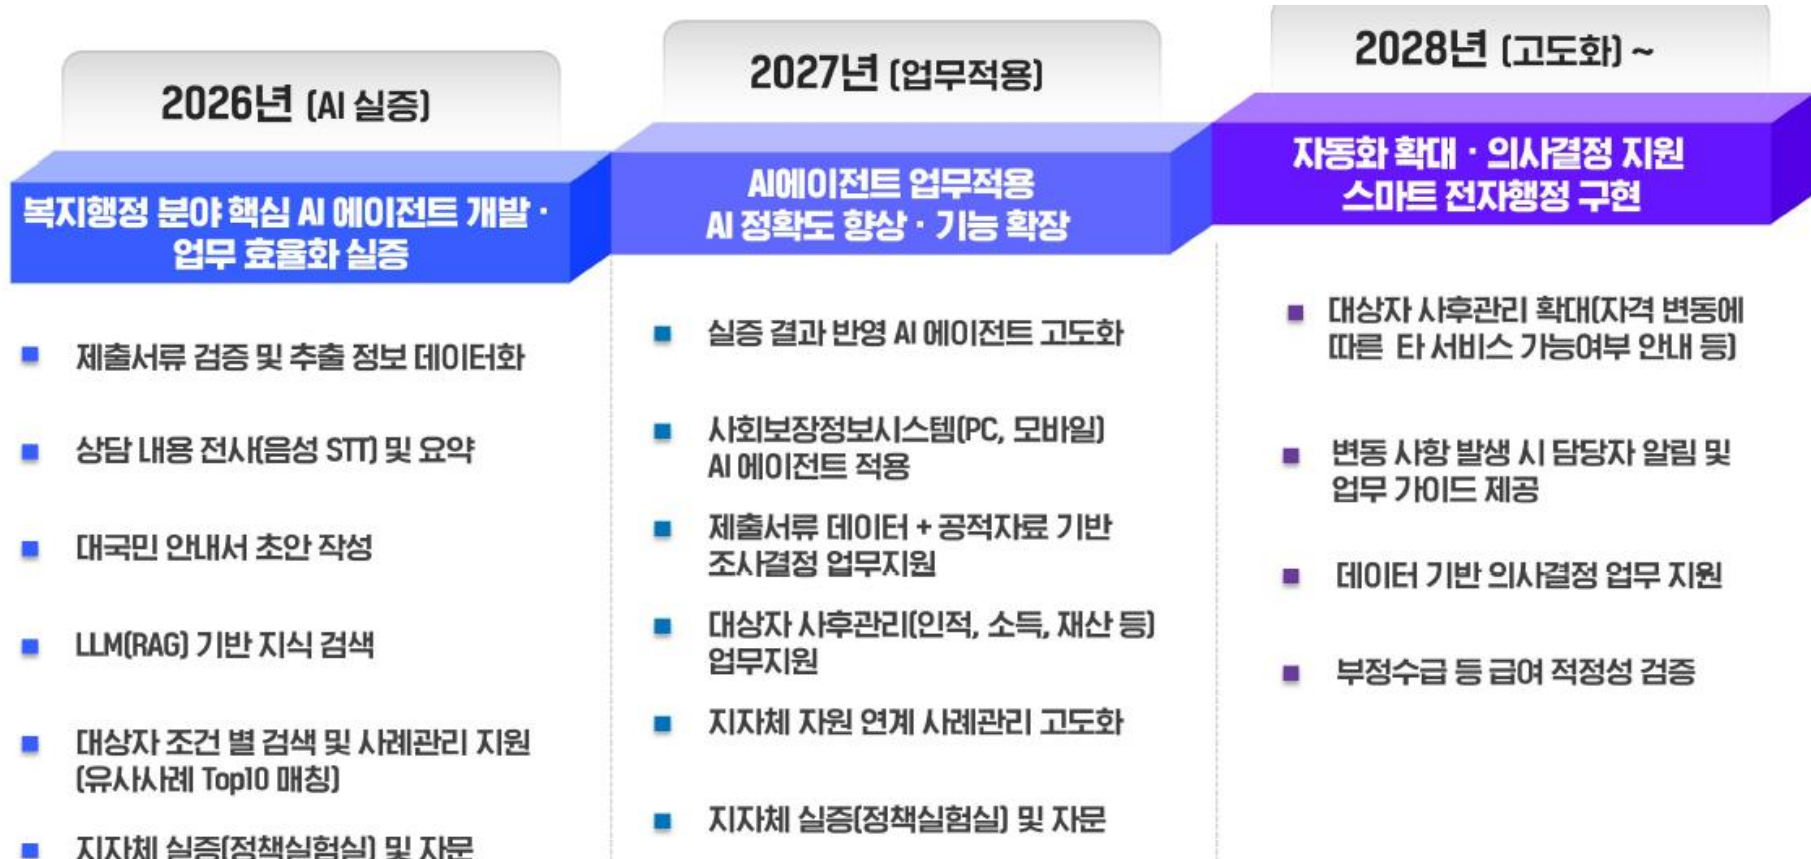 2026년 (AI 실증)
복지행정 분야 핵심 AI 에이전트 개발 ·
업무 효율화 실증
■ 제출서류 검증 및 추출 정보 데이터화
■ 상담 내용 전사(음성 STT) 및 요약
■ 대국민 안내서 초안 작성
■ LLM(RAG) 기반 지식 검색
■ 대상자 조건 별 검색 및 사례관리 지원
(유사사례 Top10 매칭)
■ 지자체 실증(정책실험실) 및 자문
2027년 (업무적용)
AI에이전트 업무적용
AI 정확도 향상 · 기능 확장
■ 실증 결과 반영 AI 에이전트 고도화
■ 사회보장정보시스템(PC, 모바일)
AI 에이전트 적용
■ 제출서류 데이터 + 공적자료 기반
조사결정 업무지원
■ 대상자 사후관리(인적, 소득, 재산 등)
업무지원
■ 지자체 자원 연계 사례관리 고도화
■ 지자체 실증(정책실험실) 및 자문
2028년 (고도화) ~
자동화 확대 · 의사결정 지원
스마트 전자행정 구현
■ 대상자 사후관리 확대(자격 변동에
따른 타 서비스 가능여부 안내 등)
■ 변동 사항 발생 시 담당자 알림 및
업무 가이드 제공
■ 데이터 기반 의사결정 업무 지원
■ 부정수급 등 급여 적정성 검증